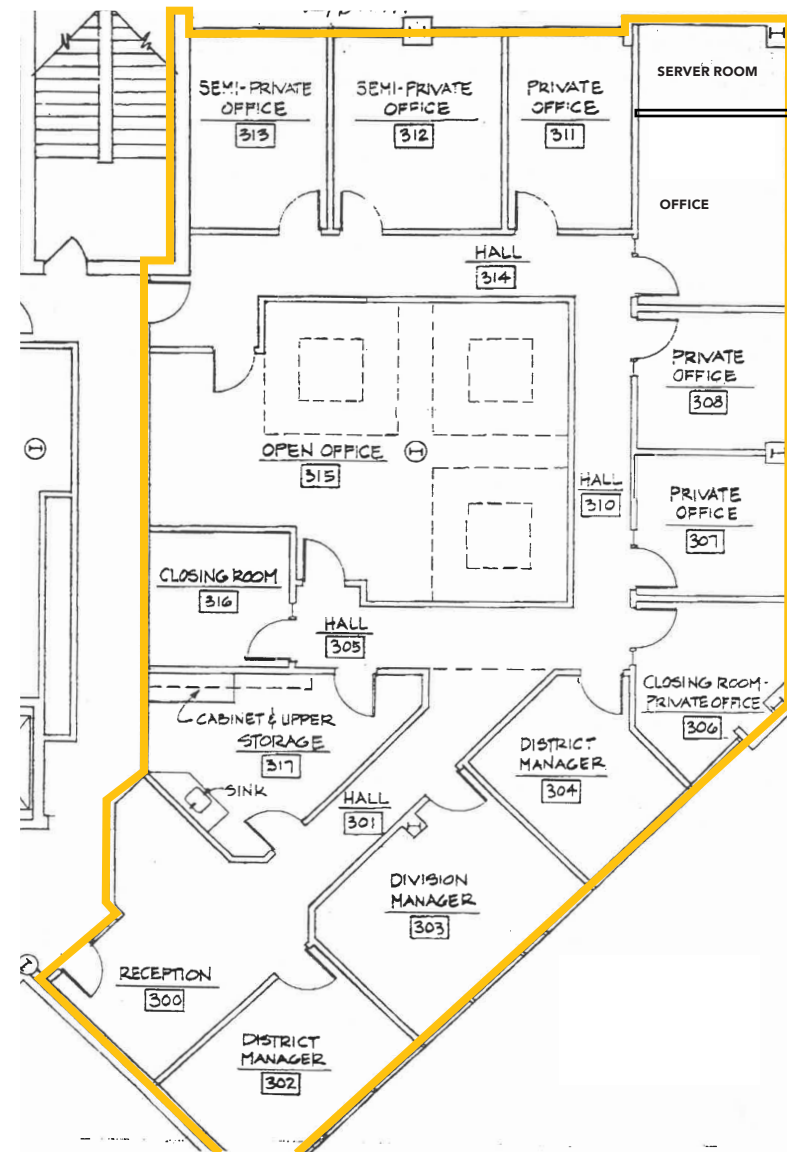 SEMI-PRIVATE
OFFICE
313
SEMI-PRIVATE
OFFICE
312
PRIVATE
OFFICE
311
SERVER ROOM
OFFICE
HALL
314
PRIVATE
OFFICE
308
OPEN OFFICE
315
HALL
310
PRIVATE
OFFICE
307
CLOSING ROOM
316
HALL
305
CLOSING ROOM-
PRIVATE OFFICE
306
CABINET & UPPER
STORAGE
317
SINK
DISTRICT
MANAGER
304
HALL
301
DIVISION
MANAGER
303
RECEPTION
300
DISTRICT
MANAGER
302